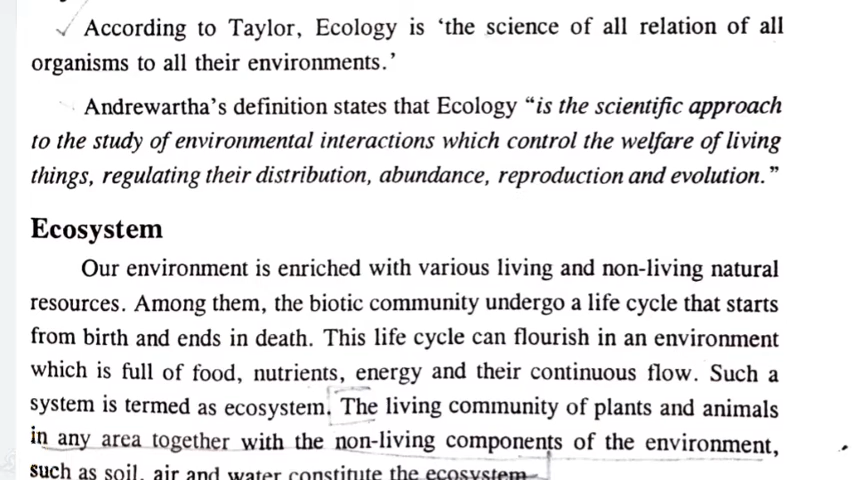 According to Taylor, Ecology is ‘the science of all relation of all
organisms to all their environments.’
Andrewartha’s definition states that Ecology “is the scientific approach
to the study of environmental interactions which control the welfare of living
things, regulating their distribution, abundance, reproduction and evolution.”
Ecosystem
Our environment is enriched with various living and non-living natural
resources. Among them, the biotic community undergo a life cycle that starts
from birth and ends in death. This life cycle can flourish in an environment
which is full of food, nutrients, energy and their continuous flow. Such a
system is termed as ecosystem. The living community of plants and animals
in any area together with the non-living components of the environment,
such as soil, air and water constitute the ecosystem